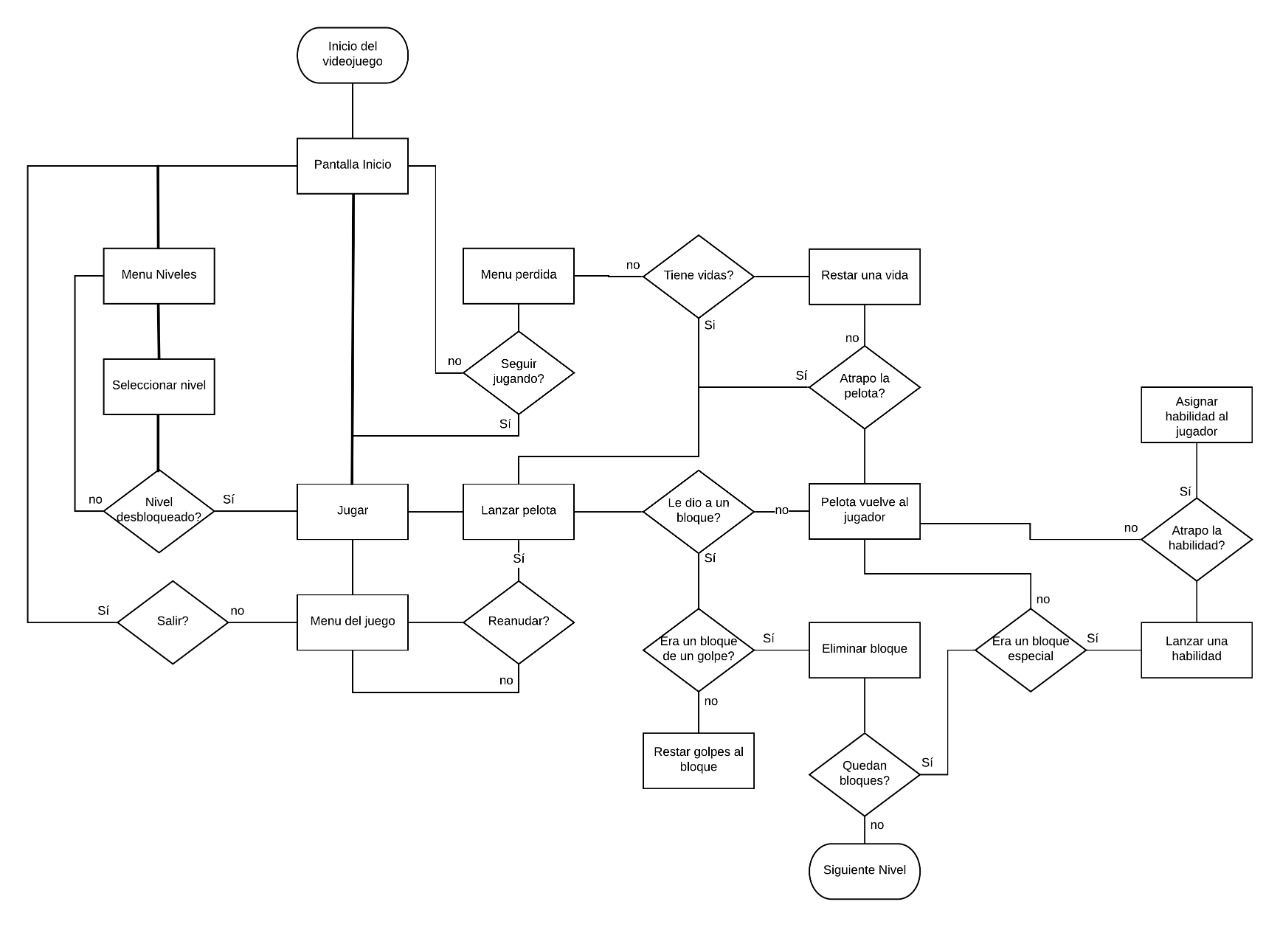 Inicio del
videojuego
Pantalla Inicio
Menu Niveles
Menu perdida
no
Tiene vidas?
Restar una vida
Sí
no
Seleccionar nivel
no
Seguir
jugando?
Sí
Atrapo la
pelota?
Sí
Asignar
habilidad al
jugador
no
Nivel
desbloqueado?
Sí
Jugar
Lanzar pelota
Le dio a un
bloque?
no
Pelota vuelve al
jugador
Sí
no
Atrapo la
habilidad?
Sí
Sí
Sí
Salir?
no
Menu del juego
Reanudar?
no
Era un bloque
de un golpe?
Sí
Eliminar bloque
no
Era un bloque
especial
Sí
Lanzar una
habilidad
no
Restar golpes al
bloque
Quedan
bloques?
Sí
no
Siguiente Nivel